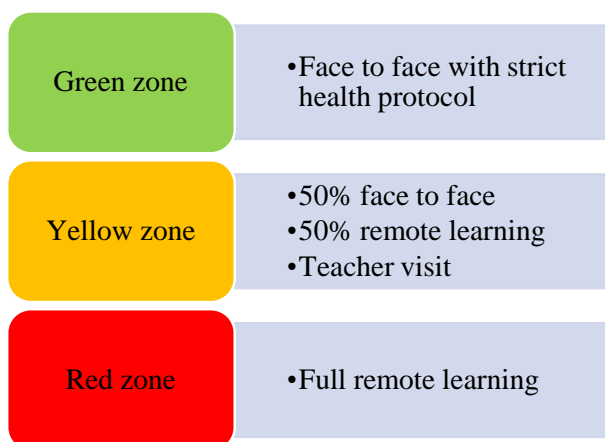 Green zone
•Face to face with strict
health protocol
Yellow zone
•50% face to face
•50% remote learning
•Teacher visit
Red zone
•Full remote learning